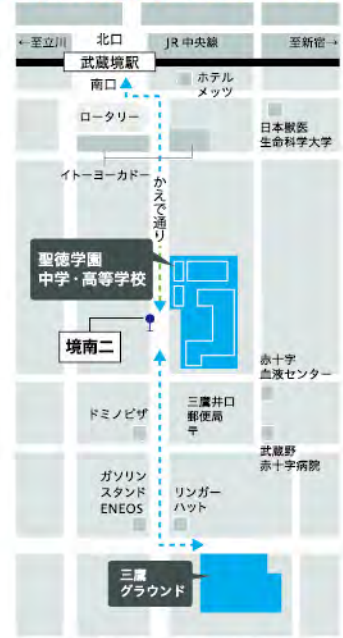 ←至立川
北口
JR 中央線
至新宿→
武蔵境駅
南口
ホテル
メッツ
ロータリー
日本獣医
生命科学大学
イトーヨーカドー
かえで通り
聖徳学園
中学・高等学校
境南二
赤十字
血液センター
ドミノピザ
三鷹井口
郵便局
〒
武蔵野
赤十字病院
ガソリン
スタンド
ENEOS
リンガー
ハット
三鷹
グラウンド